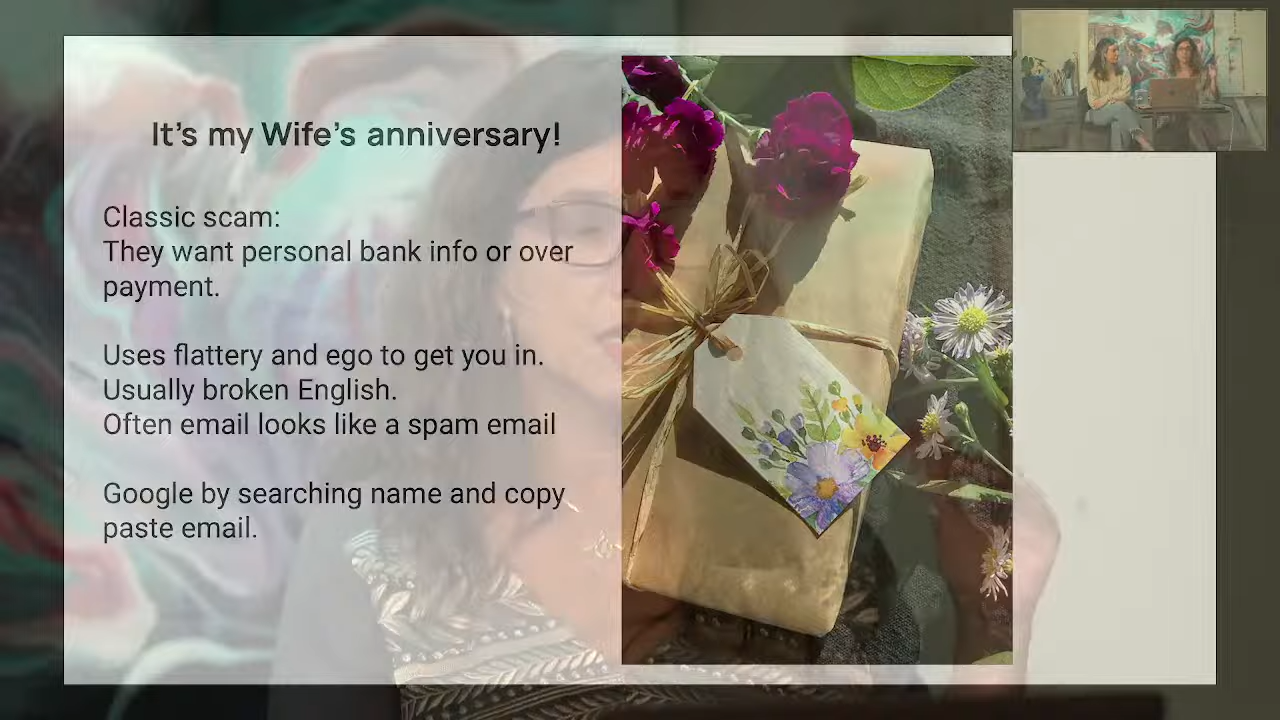 It's my Wife's anniversary!
Classic scam:
They want personal bank info or over
payment.
Uses flattery and ego to get you in.
Usually broken English.
Often email looks like a spam email
Google by searching name and copy
paste email.